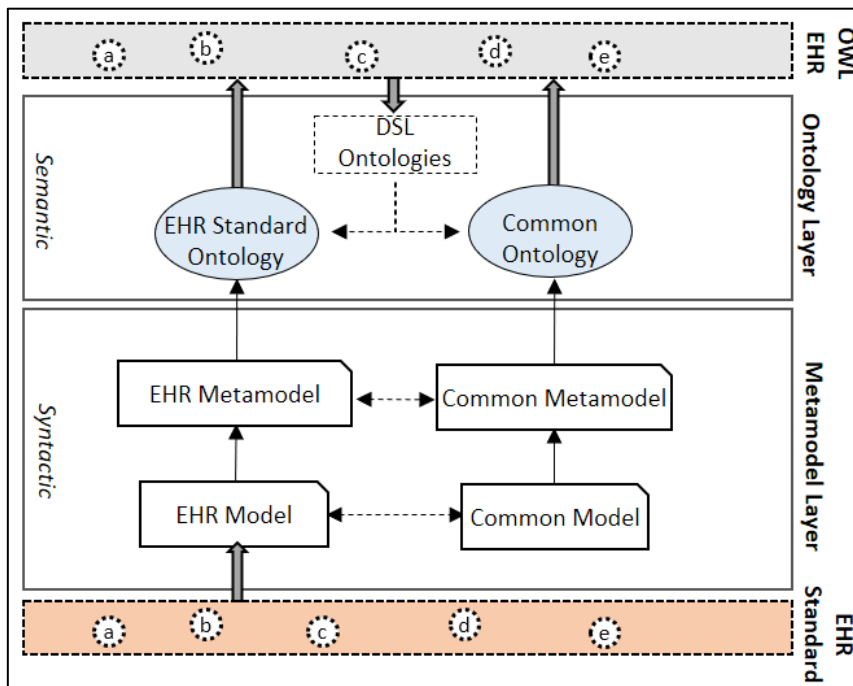 a b c d e
OWL
EHR
DSL
Ontologies
Semantic
EHR Standard
Ontology
Common
Ontology
Ontology Layer
EHR Metamodel
Common Metamodel
Syntactic
EHR Model
Common Model
Metamodel Layer
a b c d e
EHR
Standard